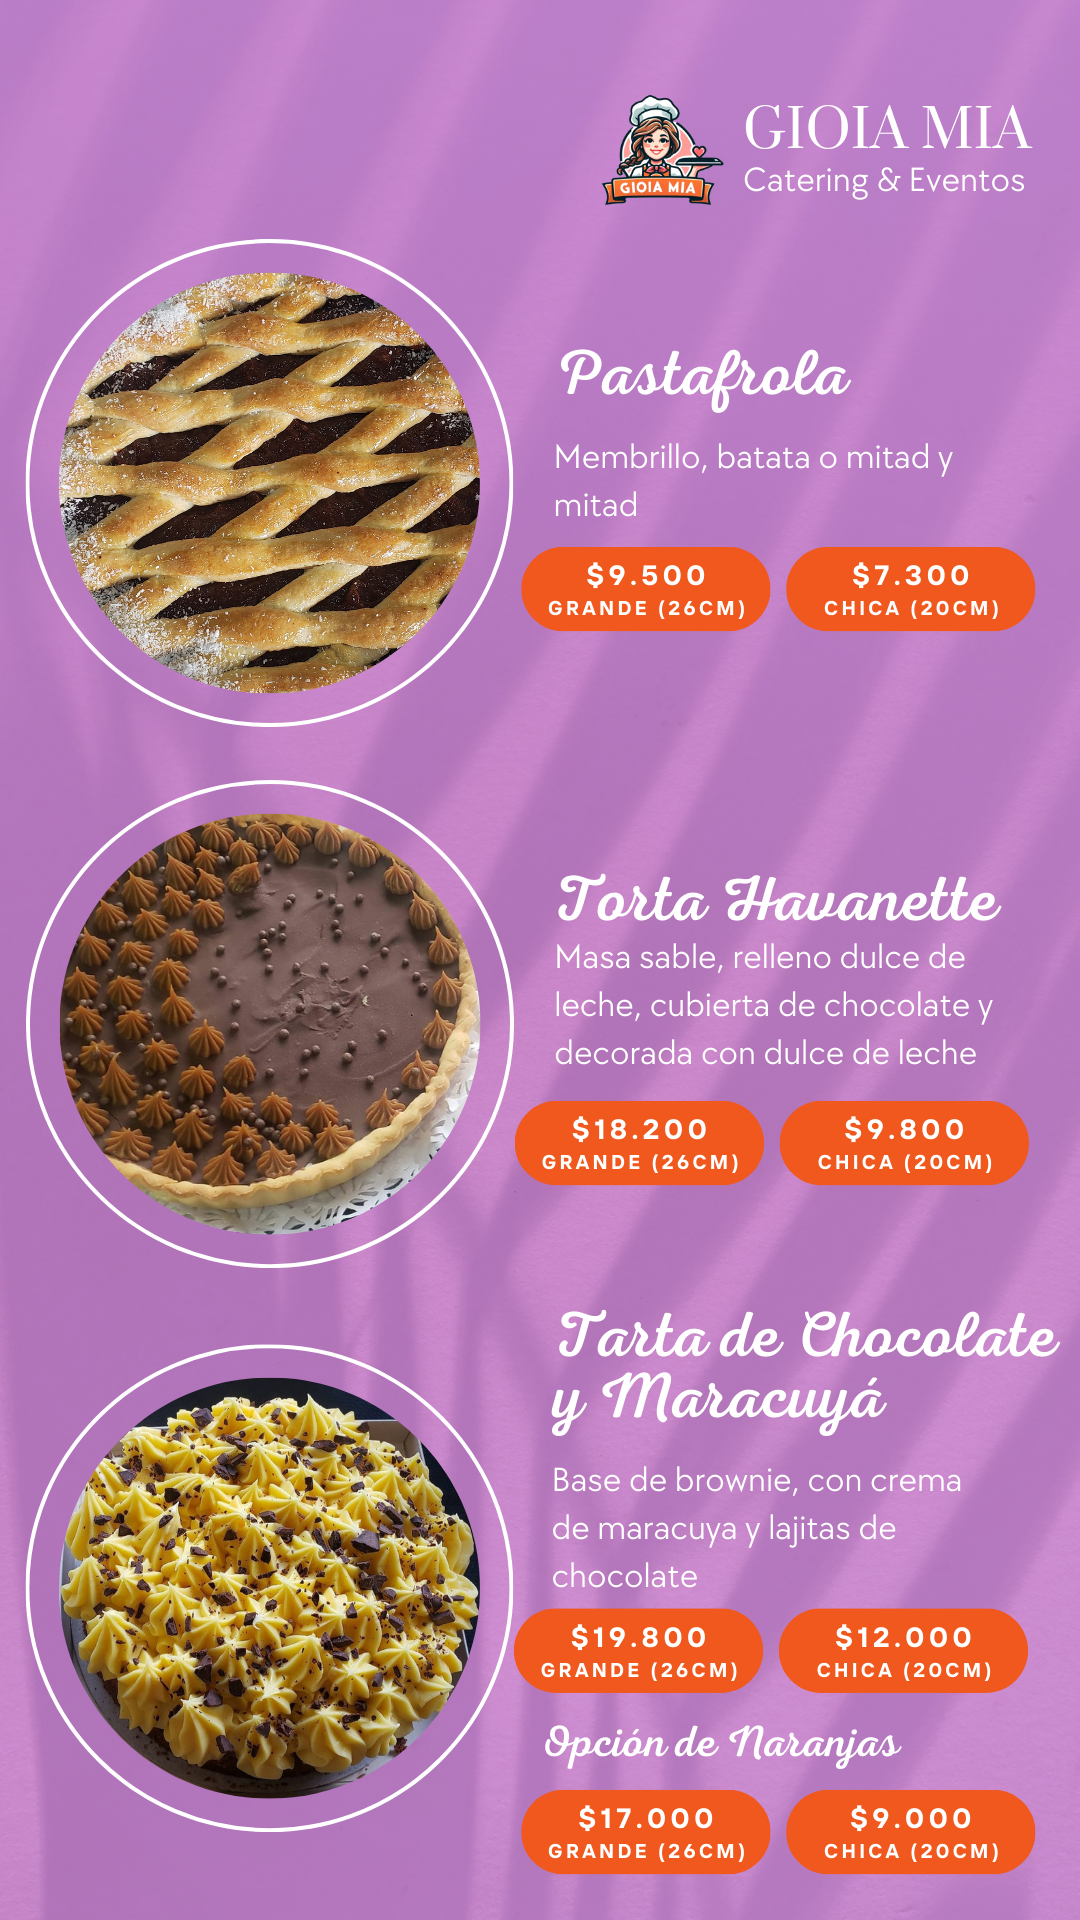 GIOIA MIA
GIOIA MIA
Catering & Eventos
Pastafrola
Membrillo, batata o mitad y
mitad
$9.500
GRANDE (26CM)
$7.300
CHICA (20CM)
Torta Havanette
Masa sable, relleno dulce de
leche, cubierta de chocolate y
decorada con dulce de leche
$18.200
GRANDE (26CM)
$9.800
CHICA (20CM)
Tarta de Chocolate
y Maracuyá
Base de brownie, con crema
de maracuya y lajitas de
chocolate
$19.800
GRANDE (26CM)
$12.000
CHICA (20CM)
Opción de Naranjas
$17.000
GRANDE (26CM)
$9.000
CHICA (20CM)